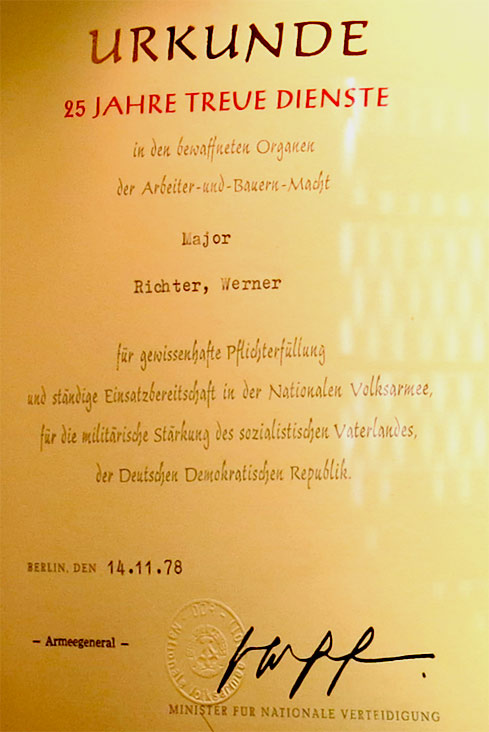 URKUNDE
25 JAHRE TREUE DIENSTE
in den bewaffneten Organen
der Arbeiter-und-Bauern-Macht
Major
Richter, Werner
für gewissenhafte Pflichterfüllung
und ständige Einsatzbereitschaft in der Nationalen Volksarmee,
für die militärische Stärkung des sozialistischen Vaterlandes,
der Deutschen Demokratischen Republik.
BERLIN, DEN 14.11.78
– Armeegeneral –
MINISTER FÜR NATIONALE VERTEIDIGUNG